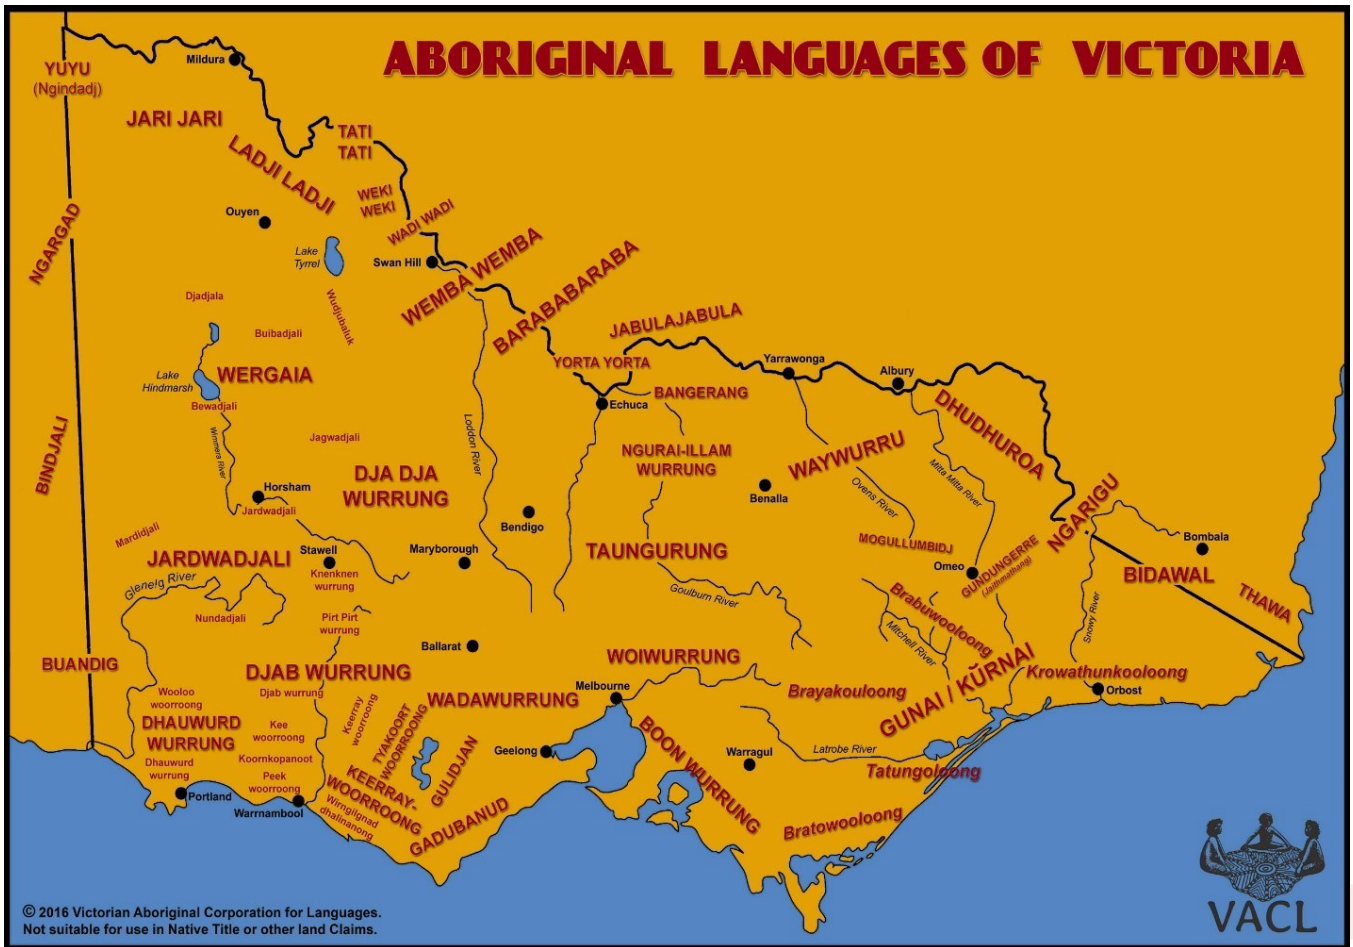 ABORIGINAL LANGUAGES OF VICTORIA
Mildura
YUYU
(Ngindadj)
JARI JARI
TATI
TATI
LADJI LADJI
WEKI
WEKI
WADI WADI
Ouyen
NGARGAD
Lake
Tyrrel
Swan Hill
WEMBA WEMBA
BARABABARABA
Djadjala
Wudjubaluk
Buibadjali
JABULAJABULA
YORTA YORTA
Yarrawonga
Albury
Lake
Hindmarsh
WERGAIA
Bewadjali
BANGERANG
Echuca
DHUDHUROA
Wimmera River
Jagwadjali
Loddon River
BINDJALI
DJA DJA
WURRUNG
NGURAI-ILLAM
WURRUNG
WAYWURRU
Mitta Mitta River
Ovens River
Benalla
Horsham
Jardwadjali
NGARIGU
Bendigo
Mardidjali
JARDWADJALI
Stawell
Maryborough
TAUNGURUNG
MOGULLUMBIDJ
Bombala
Knenknen
wurrung
Omeo
GUNDUNGERRE
(Jaithmathang)
BIDAWAL
THAWA
Glenelg River
Goulburn River
Brabuwooloong
Snowy River
Nundadjali
Pirt Pirt
wurrung
Mitchell River
Ballarat
BUANDIG
DJAB WURRUNG
WOIWURRUNG
GUNAI / KŬRNAI
Krowathunkooloong
Orbost
Wooloo
woorroong
Djab wurrung
WADAWURRUNG
Melbourne
Brayakouloong
DHAUWURD
WURRUNG
Kee
woorroong
Keerray
woorroong
TYAKOORT
WOORROONG
GULIDJAN
Geelong
BOON WURRUNG
Warragul
Latrobe River
Dhauwurd
wurrung
Koornkopanoot
Peek
woorroong
KEERRAY-
WOORROONG
Tatungoloong
Portland
Warrnambool
Wirngilgnad
dhalinanong
GADUBANUD
Bratowooloong
© 2016 Victorian Aboriginal Corporation for Languages.
Not suitable for use in Native Title or other land Claims.
VACL